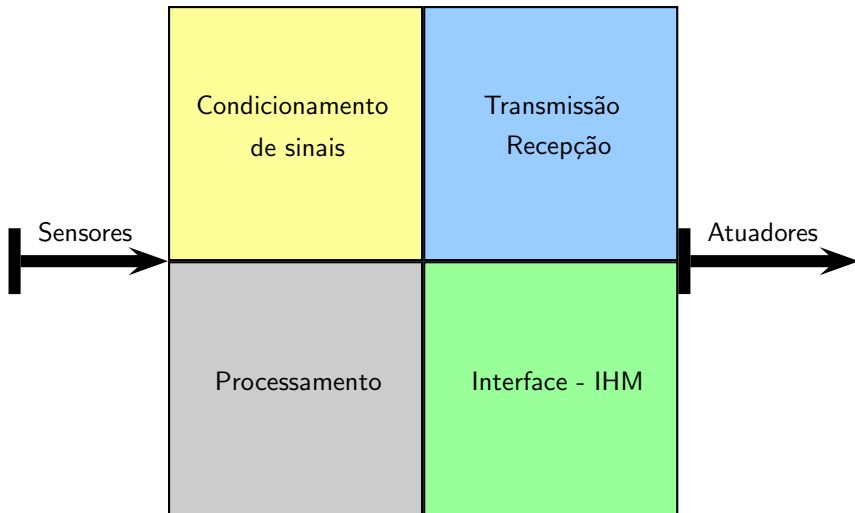 Condicionamento
de sinais
Transmissão
Recepção
Sensores
Atuadores
Processamento
Interface - IHM